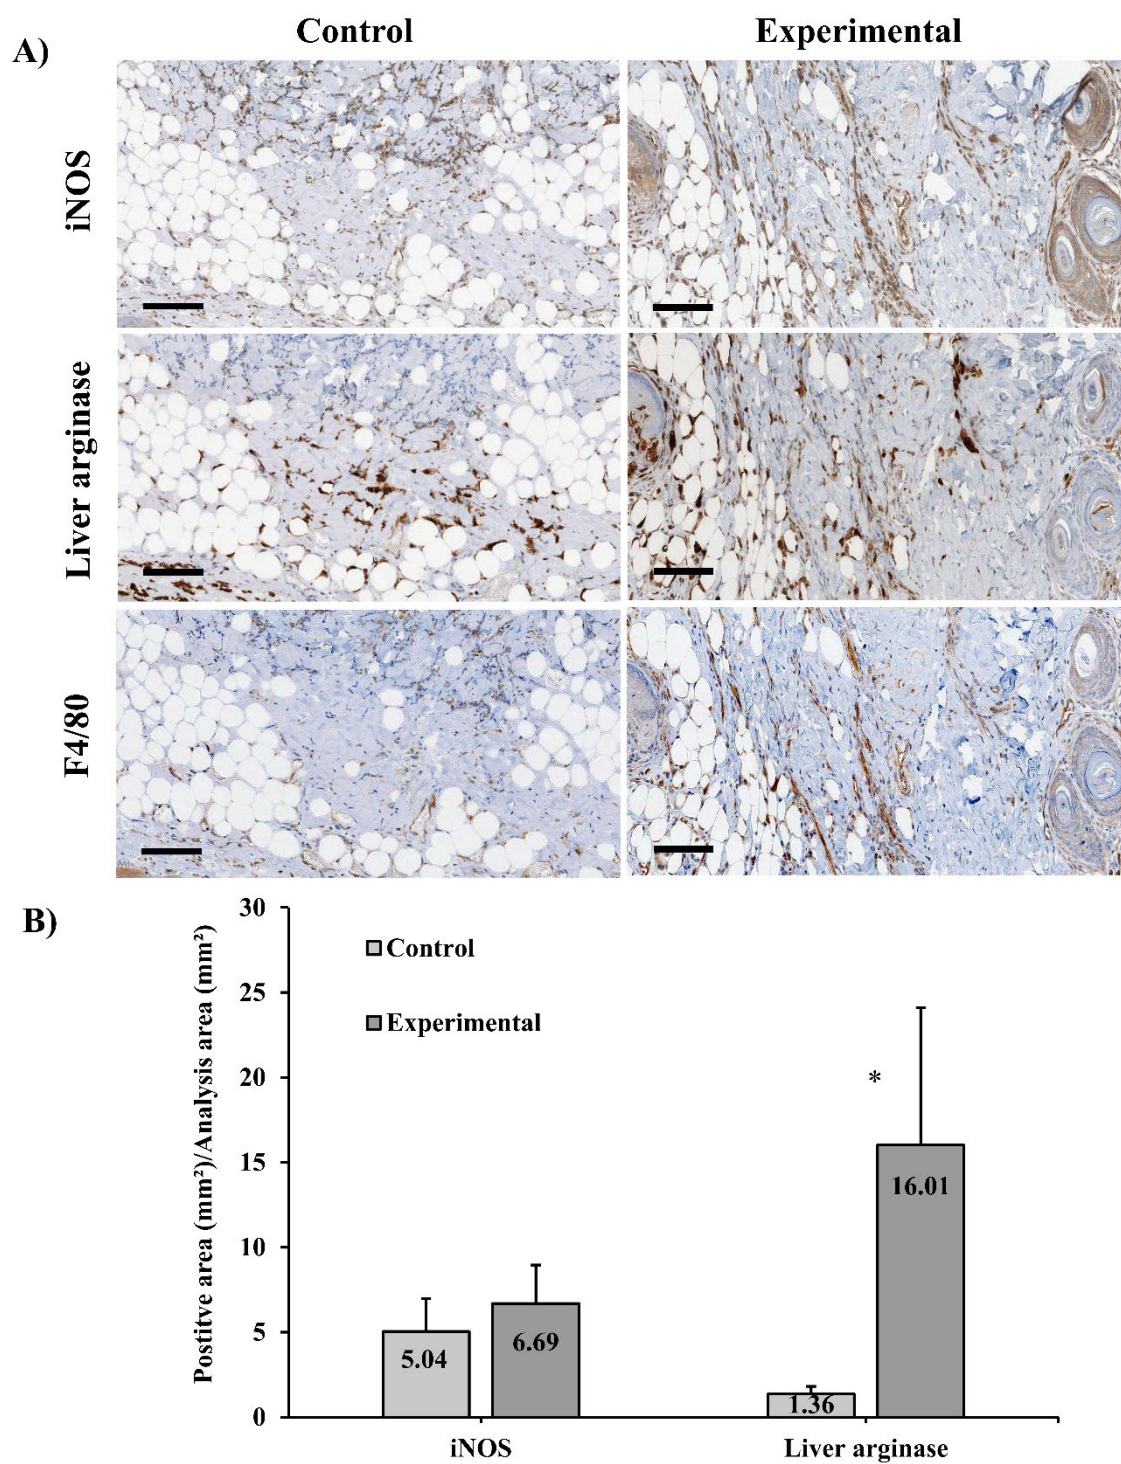 A)
Control
Experimental
iNOS
Liver arginase
F4/80
B)
Postitve area (mm²)/Analysis area (mm²)
30
25
20
15
10
5
0
Control
Experimental
*
5.04
6.69
1.36
16.01
iNOS
Liver arginase